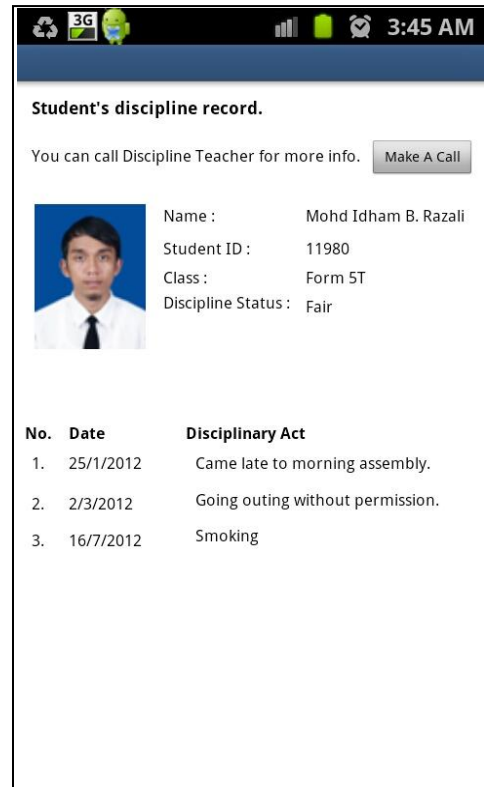 3G 3:45 AM
Student's discipline record.
You can call Discipline Teacher for more info. Make A Call
Name : Mohd Idham B. Razali
Student ID : 11980
Class : Form 5T
Discipline Status : Fair
No. Date Disciplinary Act
1. 25/1/2012 Came late to morning assembly.
2. 2/3/2012 Going outing without permission.
3. 16/7/2012 Smoking